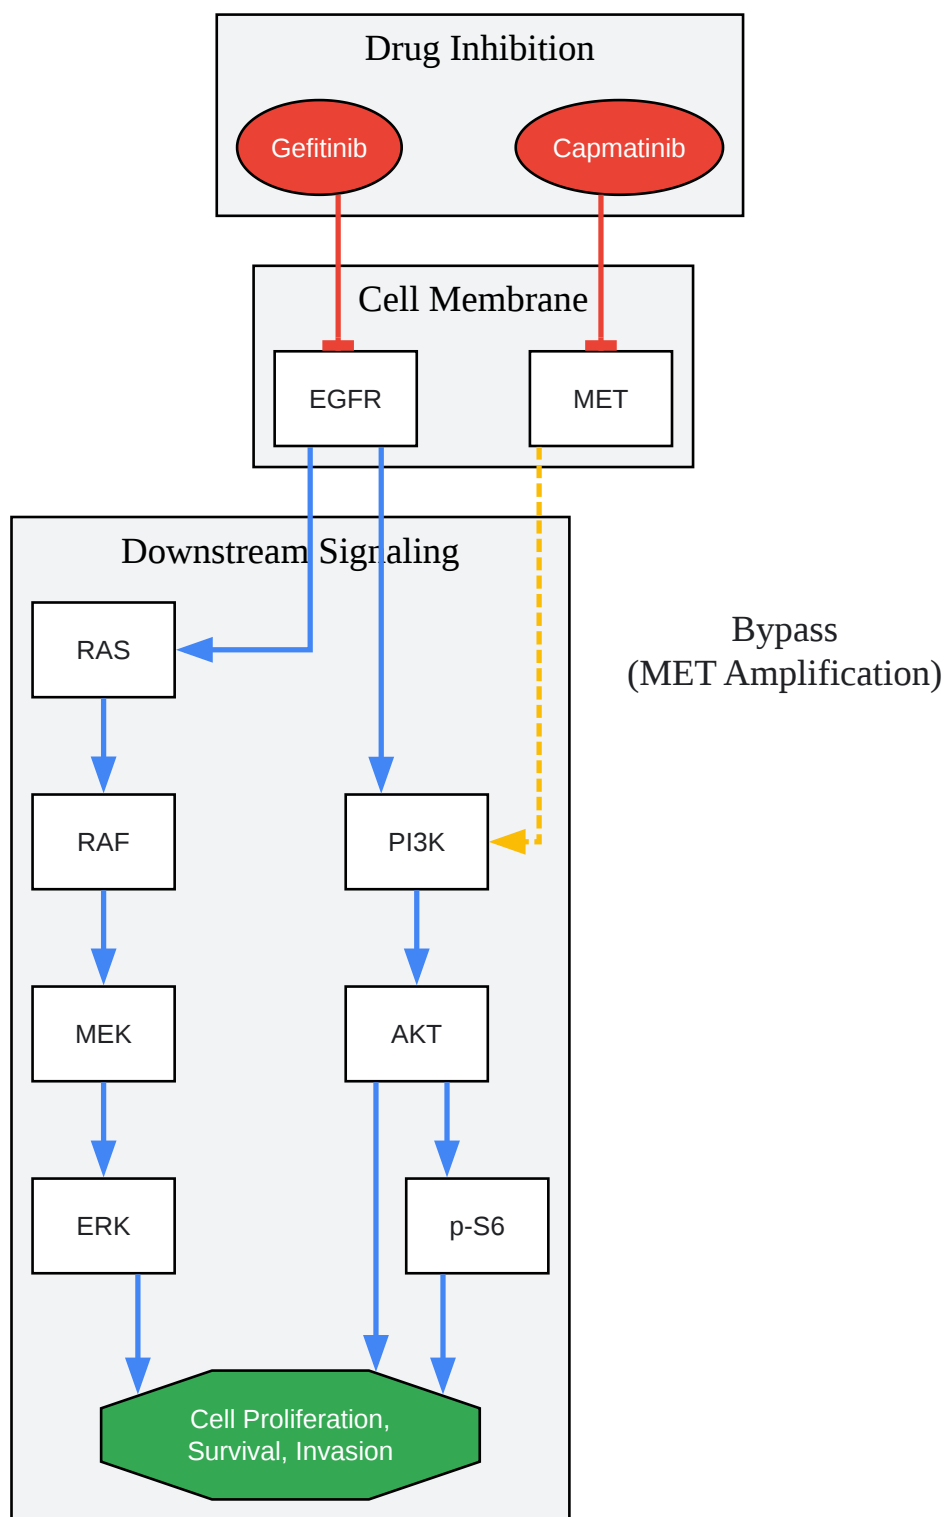 Drug Inhibition
Gefitinib
Capmatinib
Cell Membrane
EGFR
MET
Downstream Signaling
Bypass
(MET Amplification)
RAS
RAF
PI3K
MEK
AKT
ERK
p-S6
Cell Proliferation,
Survival, Invasion